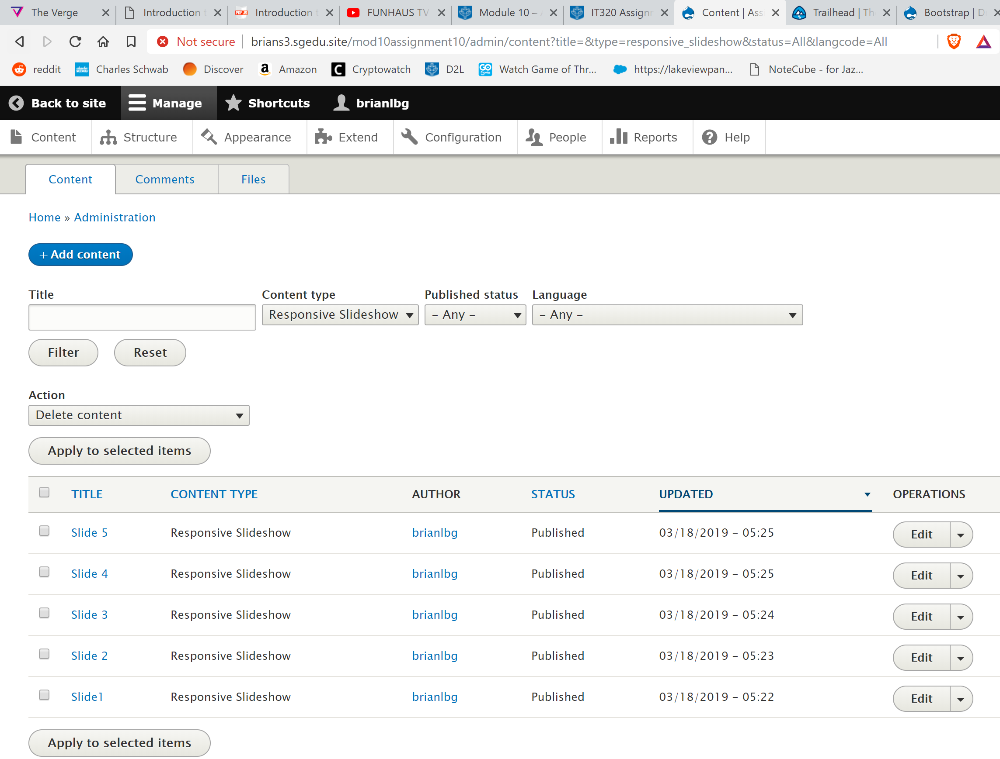 The Verge
Introduction t
Introduction t
FUNHAUS TV
Module 10 –
IT320 Assignm
Content | Ass
Trailhead | Th
Bootstrap | D
Not secure brians3.sgedu.site/mod10assignment10/admin/content?title=&type=responsive_slideshow&status=All&langcode=All
reddit Charles Schwab Discover Amazon Cryptowatch D2L Watch Game of Thr... https://lakeviewpan... NoteCube - for Jaz...
Back to site Manage Shortcuts brianlbg
Content Structure Appearance Extend Configuration People Reports Help
Content Comments Files
Home » Administration
+ Add content
Title Content type Published status Language
Responsive Slideshow – Any – – Any –
Filter Reset
Action
Delete content
Apply to selected items
TITLE CONTENT TYPE AUTHOR STATUS UPDATED OPERATIONS
Slide 5 Responsive Slideshow brianlbg Published 03/18/2019 – 05:25 Edit
Slide 4 Responsive Slideshow brianlbg Published 03/18/2019 – 05:25 Edit
Slide 3 Responsive Slideshow brianlbg Published 03/18/2019 – 05:24 Edit
Slide 2 Responsive Slideshow brianlbg Published 03/18/2019 – 05:23 Edit
Slide1 Responsive Slideshow brianlbg Published 03/18/2019 – 05:22 Edit
Apply to selected items